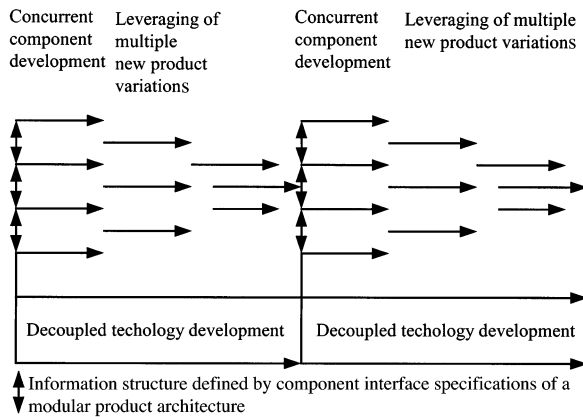 Concurrent
component
development
Leveraging of
multiple
new product
variations
Concurrent
component
development
Leveraging of multiple
new product variations
Decoupled techology development
Decoupled techology development
Information structure defined by component interface specifications of a
modular product architecture